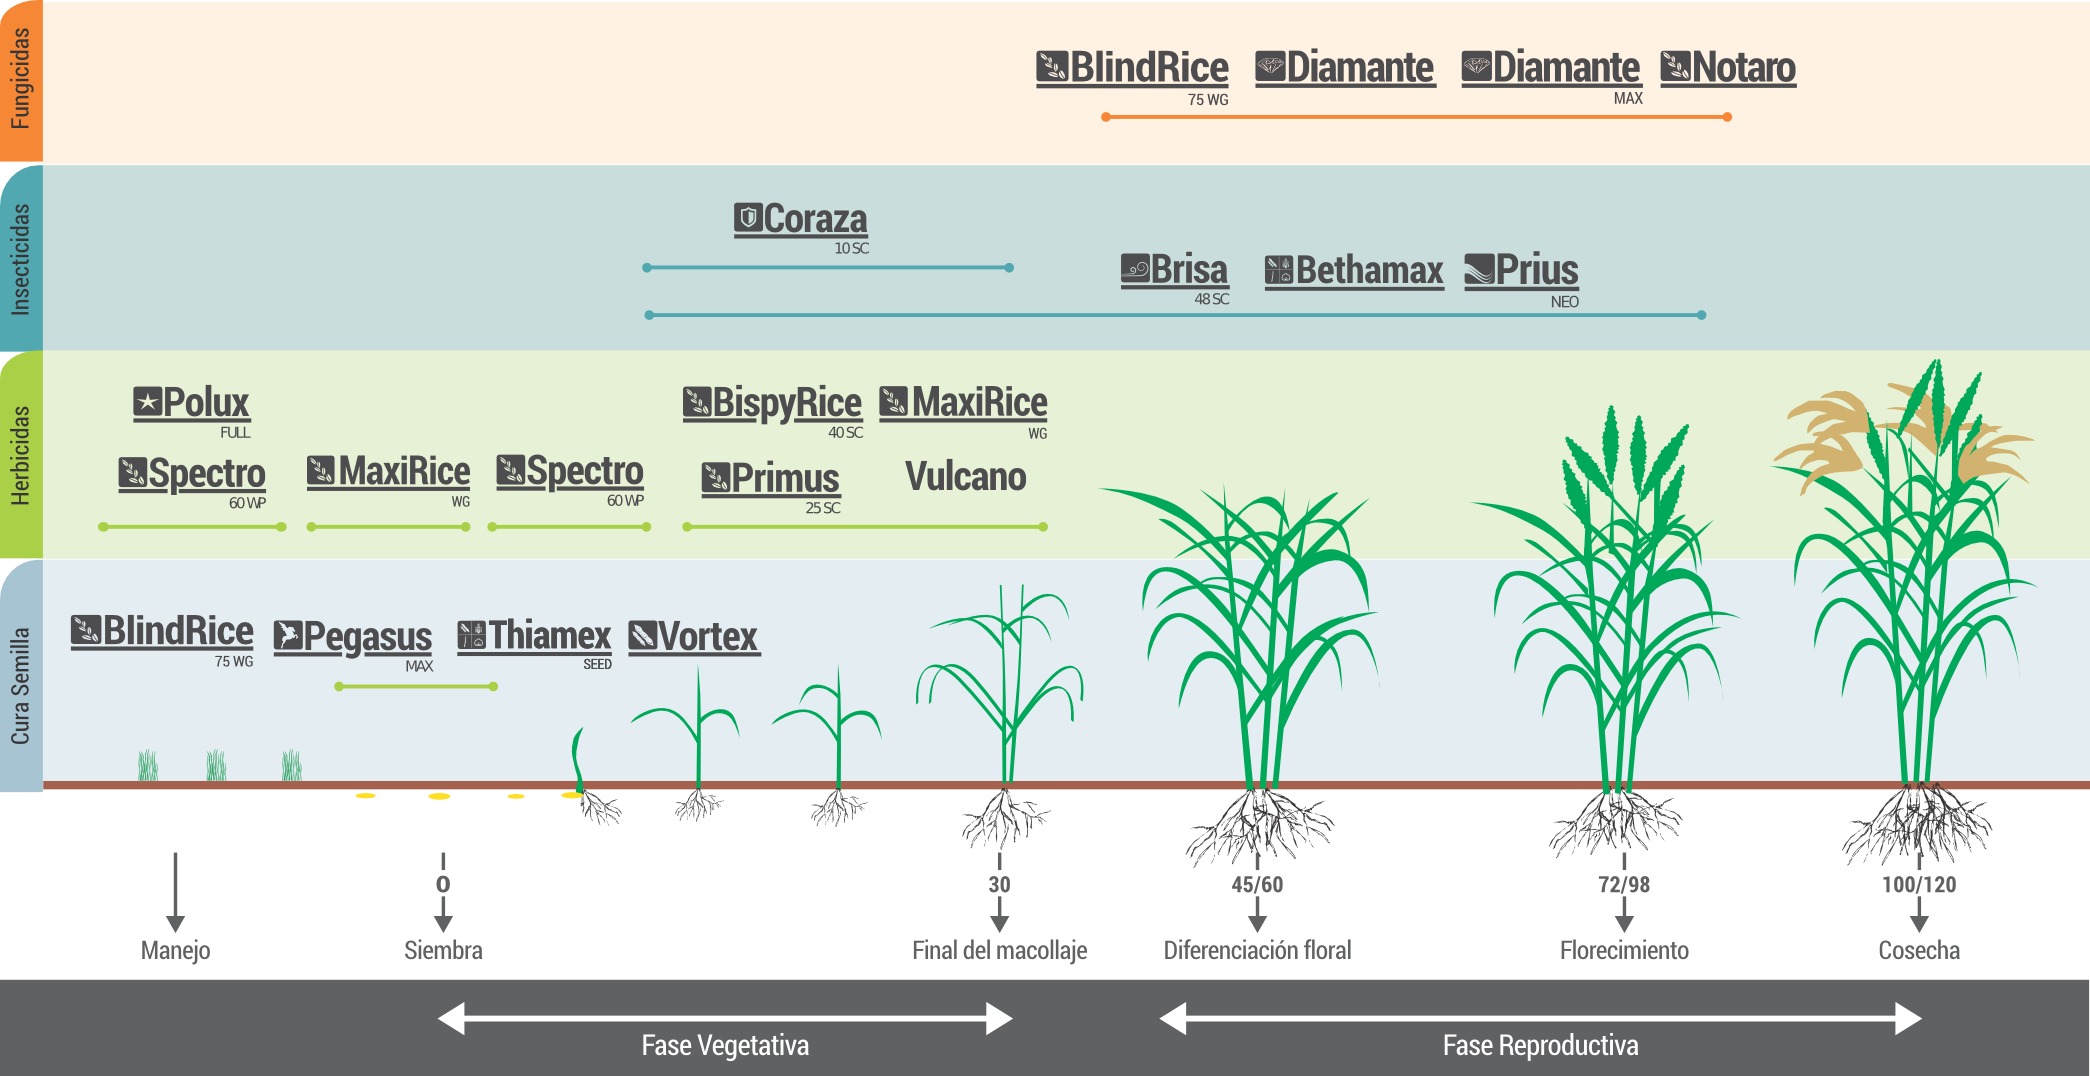 Fungicidas
BlindRice
75 WG
Diamante
Diamante
MAX
Notaro
Insecticidas
Coraza
10 SC
Brisa
48 SC
Bethamax
Prius
NEO
Herbicidas
Polux
FULL
Spectro
60 WP
MaxiRice
WG
Spectro
60 WP
BispyRice
40 SC
MaxiRice
WG
Primus
25 SC
Vulcano
Cura Semilla
BlindRice
75 WG
Pegasus
MAX
Thiamex
SEED
Vortex
O
30
45/60
72/98
100/120
Manejo
Siembra
Final del macollaje
Diferenciación floral
Florecimiento
Cosecha
Fase Vegetativa
Fase Reproductiva